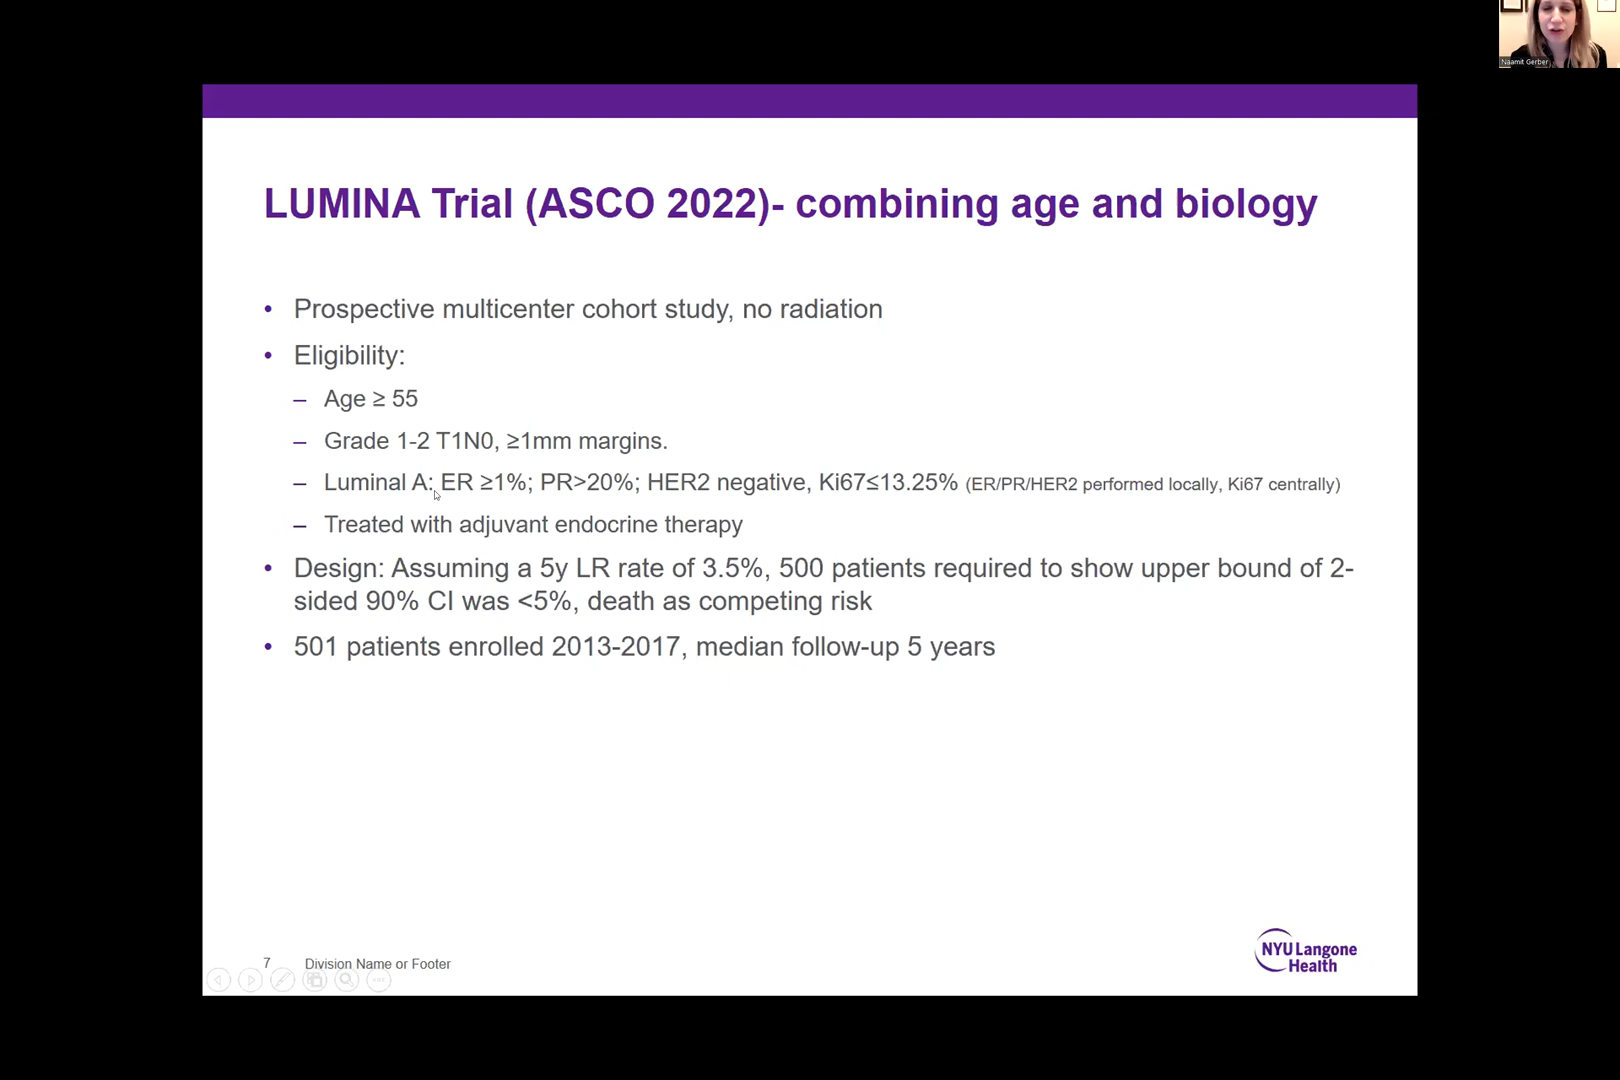 Naamit Gerber
LUMINA Trial (ASCO 2022)- combining age and biology
• Prospective multicenter cohort study, no radiation
• Eligibility:
– Age ≥ 55
– Grade 1-2 T1N0, ≥1mm margins.
– Luminal A: ER ≥1%; PR>20%; HER2 negative, Ki67≤13.25% (ER/PR/HER2 performed locally, Ki67 centrally)
– Treated with adjuvant endocrine therapy
• Design: Assuming a 5y LR rate of 3.5%, 500 patients required to show upper bound of 2-
sided 90% CI was <5%, death as competing risk
• 501 patients enrolled 2013-2017, median follow-up 5 years
7 Division Name or Footer
NYU Langone
Health